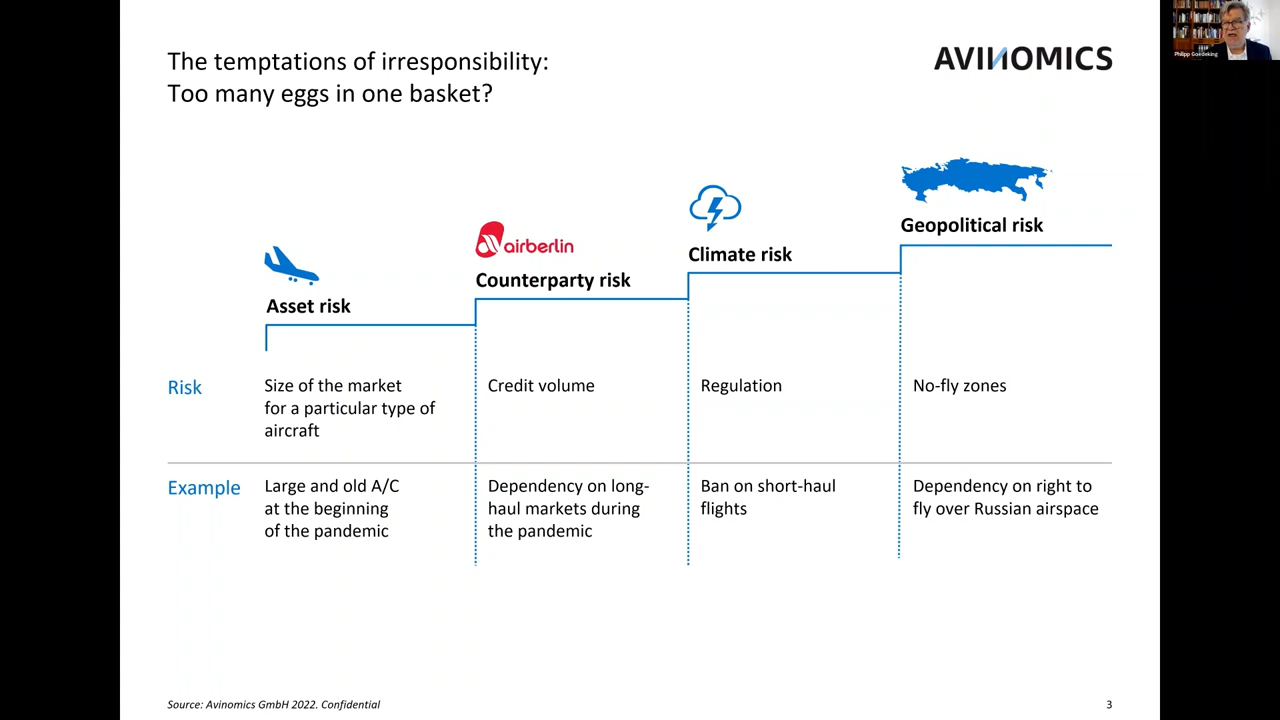 The temptations of irresponsibility:
Too many eggs in one basket?
AVINOMICS
Philipp Goedeking
airberlin
Asset risk
Counterparty risk
Climate risk
Geopolitical risk
Risk
Size of the market
for a particular type of
aircraft
Credit volume
Regulation
No-fly zones
Example
Large and old A/C
at the beginning
of the pandemic
Dependency on long-
haul markets during
the pandemic
Ban on short-haul
flights
Dependency on right to
fly over Russian airspace
Source: Avinomics GmbH 2022. Confidential
3